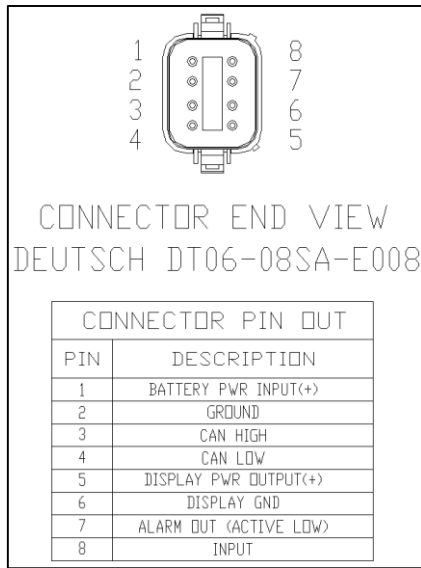 1 8
2 7
3 6
4 5
CONNECTOR END VIEW
DEUTSCH DT06-08SA-E008
CONNECTOR PIN OUT
PIN DESCRIPTION
1 BATTERY PWR INPUT(+)
2 GROUND
3 CAN HIGH
4 CAN LOW
5 DISPLAY PWR OUTPUT(+)
6 DISPLAY GND
7 ALARM OUT (ACTIVE LOW)
8 INPUT